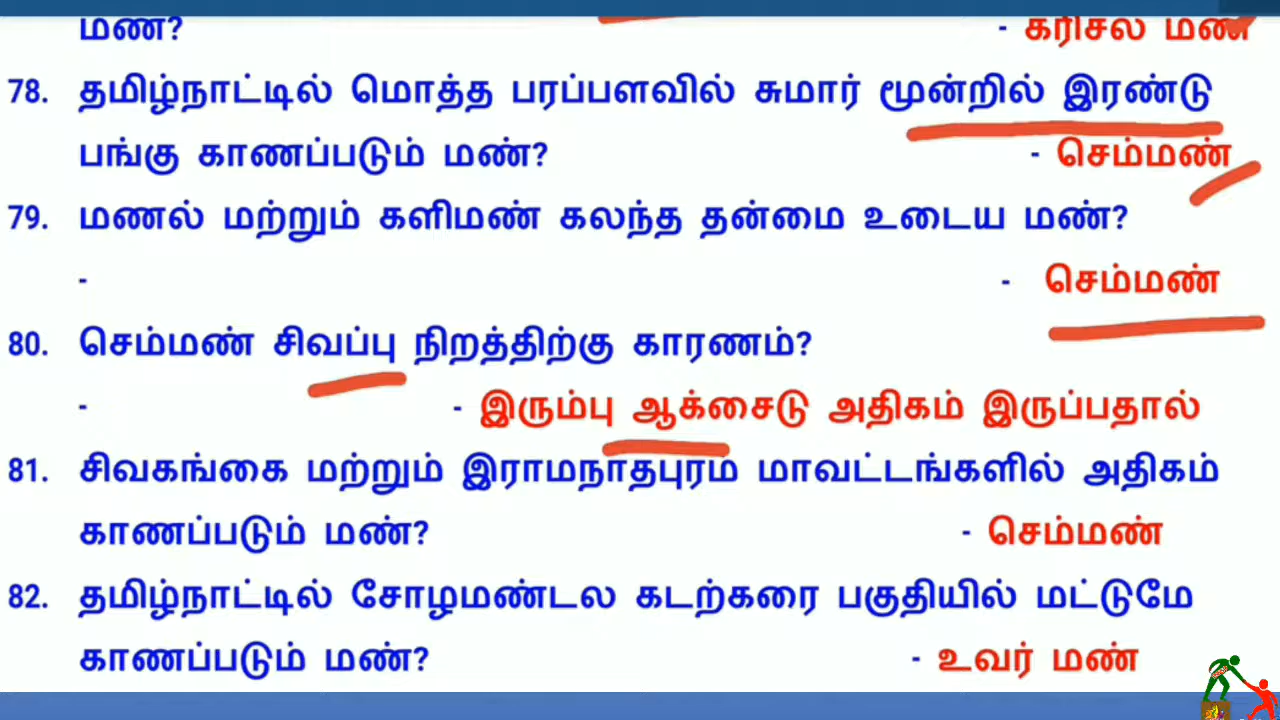 மண்? - கரிசல் மண்
78. தமிழ்நாட்டில் மொத்த பரப்பளவில் சுமார் மூன்றில் இரண்டு
பங்கு காணப்படும் மண்? - செம்மண்
79. மணல் மற்றும் களிமண் கலந்த தன்மை உடைய மண்?
- - செம்மண்
80. செம்மண் சிவப்பு நிறத்திற்கு காரணம்?
- - இரும்பு ஆக்சைடு அதிகம் இருப்பதால்
81. சிவகங்கை மற்றும் இராமநாதபுரம் மாவட்டங்களில் அதிகம்
காணப்படும் மண்? - செம்மண்
82. தமிழ்நாட்டில் சோழமண்டல கடற்கரை பகுதியில் மட்டுமே
காணப்படும் மண்? - உவர் மண்